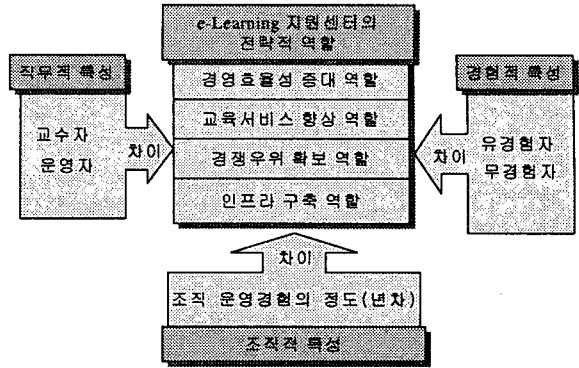 e-Learning 지원센터의
전략적 역할
직무적 특성
교수자
운영자
차이
경영효율성 증대 역할
교육서비스 향상 역할
경쟁우위 확보 역할
인프라 구축 역할
경험적 특성
유경험자
무경험자
차이
차이
조직 운영경험의 정도(년차)
조직적 특성